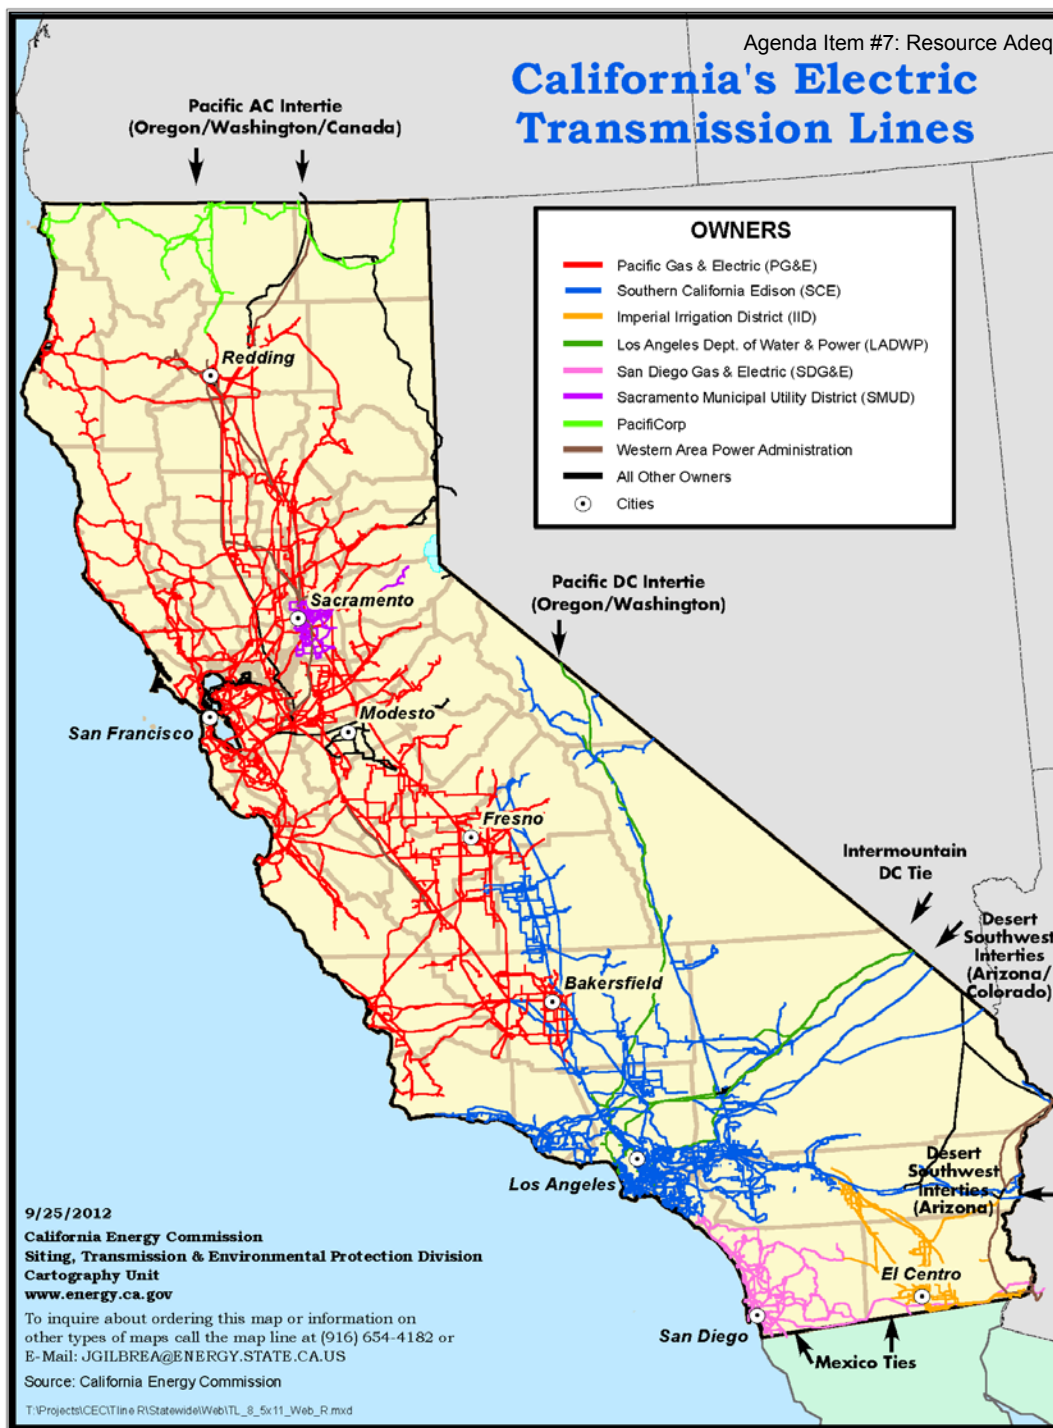 Agenda Item #7: Resource Adeq
California's Electric
Transmission Lines
Pacific AC Intertie
(Oregon/Washington/Canada)
OWNERS
Pacific Gas & Electric (PG&E)
Southern California Edison (SCE)
Imperial Irrigation District (IID)
Los Angeles Dept. of Water & Power (LADWP)
San Diego Gas & Electric (SDG&E)
Sacramento Municipal Utility District (SMUD)
PacifiCorp
Western Area Power Administration
All Other Owners
Cities
Redding
Pacific DC Intertie
(Oregon/Washington)
Sacramento
Modesto
San Francisco
Fresno
Intermountain
DC Tie
Desert
Southwest
Interties
(Arizona/
Colorado)
Bakersfield
Desert
Southwest
Interties
(Arizona)
Los Angeles
El Centro
San Diego
Mexico Ties
9/25/2012
California Energy Commission
Siting, Transmission & Environmental Protection Division
Cartography Unit
www.energy.ca.gov
To inquire about ordering this map or information on
other types of maps call the map line at (916) 654-4182 or
E-Mail: JGILBREA@ENERGY.STATE.CA.US
Source: California Energy Commission
T:\Projects\CEC\Tline R\Statewide\Web\TL_8_5x11_Web_R.mxd